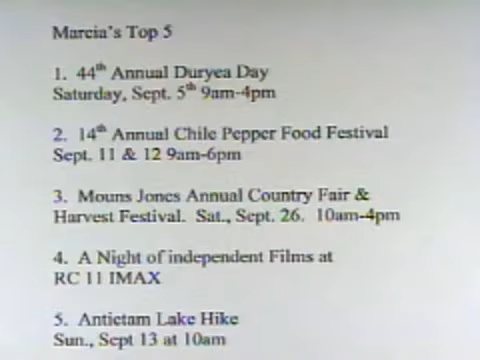 Marcia's Top 5
1. 44th Annual Duryea Day
Saturday, Sept. 5th 9am-4pm
2. 14th Annual Chile Pepper Food Festival
Sept. 11 & 12 9am-6pm
3. Mouns Jones Annual Country Fair &
Harvest Festival. Sat., Sept. 26. 10am-4pm
4. A Night of independent Films at
RC 11 IMAX
5. Antietam Lake Hike
Sun., Sept 13 at 10am